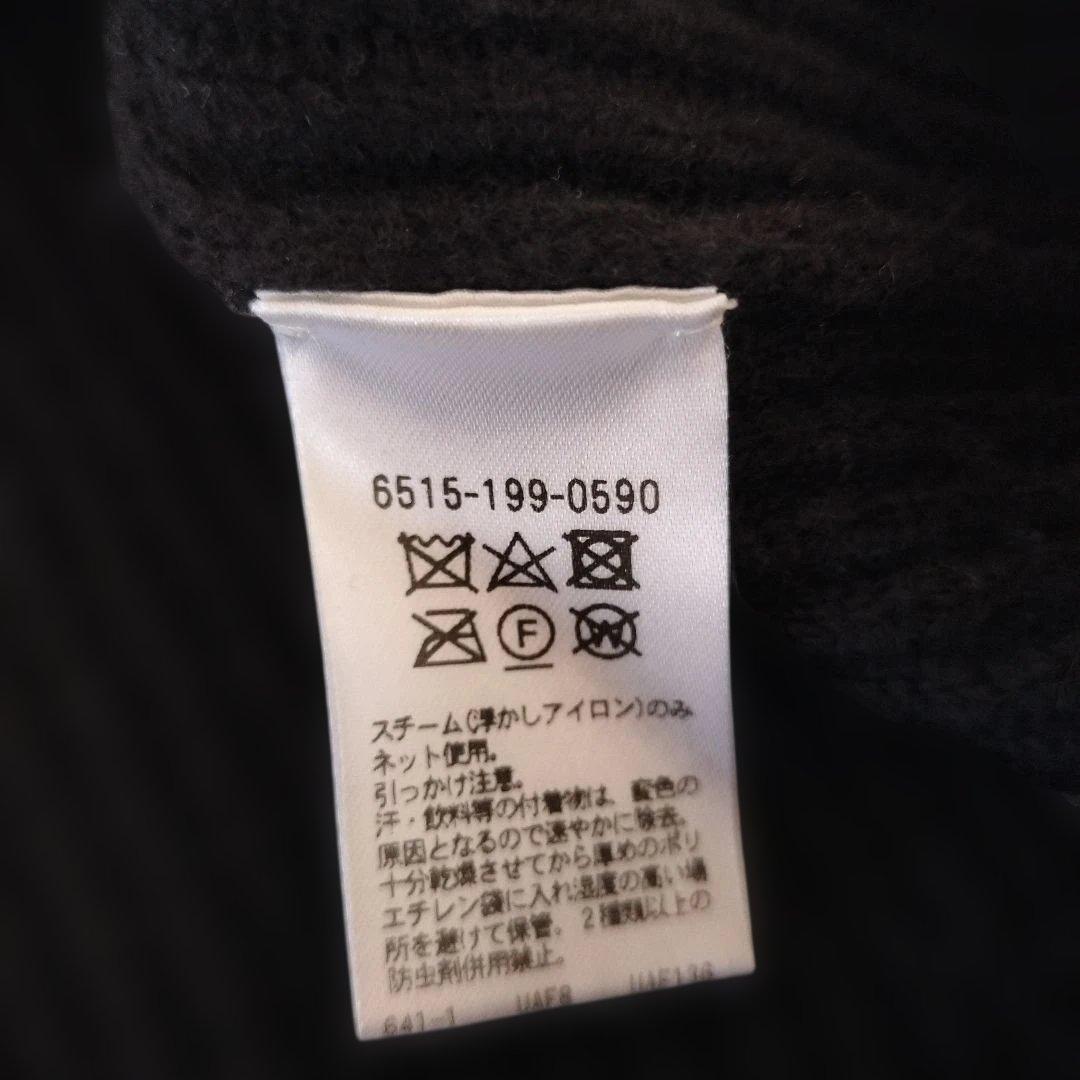 6515-199-0590
F
W
スチーム(浮かしアイロン)のみ
ネット使用。
引っかけ注意。
汗・飲料等の付着物は、変色の
原因となるので速やかに除去。
十分乾燥させてから厚めのポリ
エチレン袋に入れ湿度の高い場
所を避けて保管。2種類以上の
防虫剤併用禁止。
641-1 UAF8